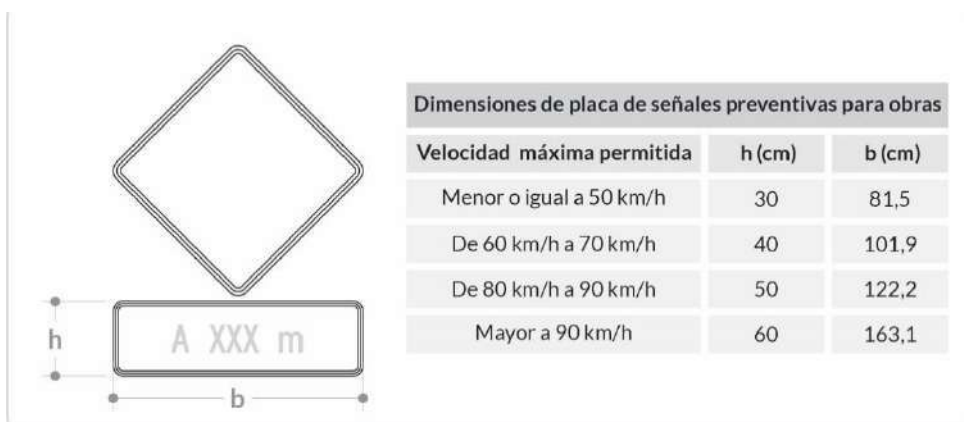 h
A XXX m
b
Dimensiones de placa de señales preventivas para obras
Velocidad máxima permitida h (cm) b (cm)
Menor o igual a 50 km/h 30 81,5
De 60 km/h a 70 km/h 40 101,9
De 80 km/h a 90 km/h 50 122,2
Mayor a 90 km/h 60 163,1